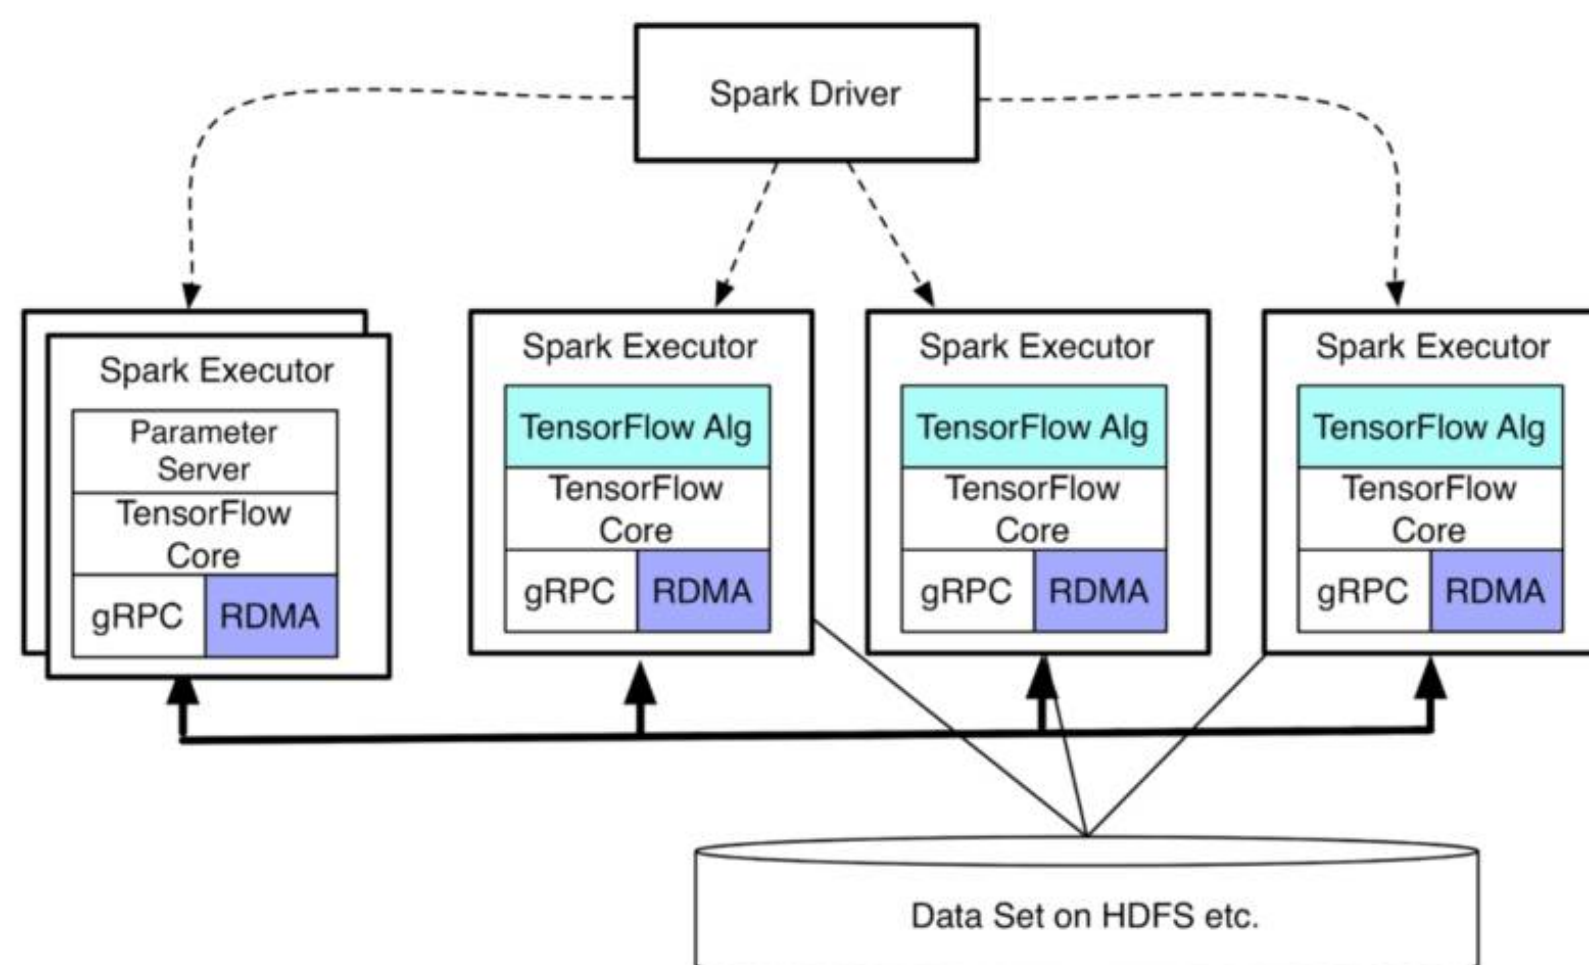 Spark Driver
Spark Executor
Parameter
Server
TensorFlow
Core
gRPC
RDMA
Spark Executor
TensorFlow Alg
TensorFlow
Core
gRPC
RDMA
Spark Executor
TensorFlow Alg
TensorFlow
Core
gRPC
RDMA
Spark Executor
TensorFlow Alg
TensorFlow
Core
gRPC
RDMA
Data Set on HDFS etc.